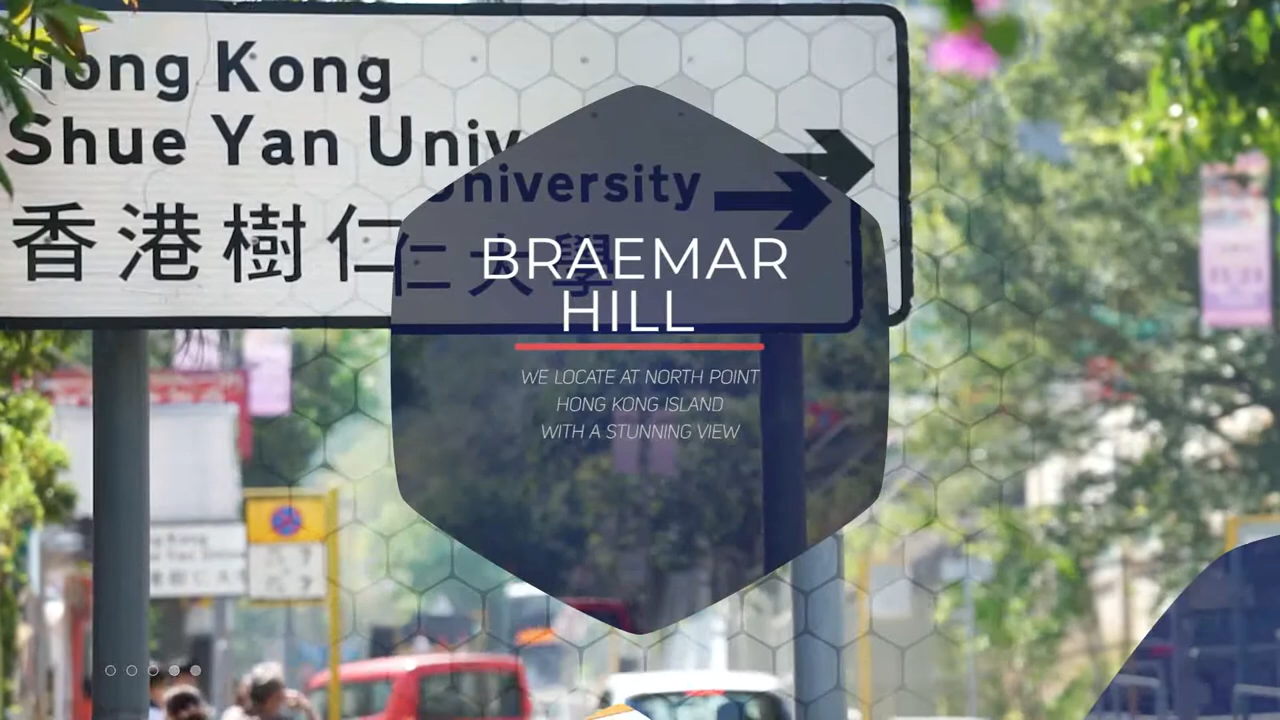 Hong Kong
Shue Yan Univ
University
香港樹仁
仁大學
BRAEMAR
HILL
WE LOCATE AT NORTH POINT
HONG KONG ISLAND
WITH A STUNNING VIEW